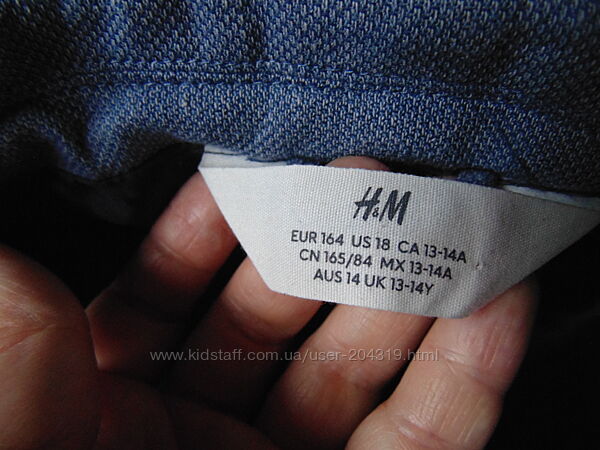 H&M
EUR 164 US 18 CA 13-14A
CN 165/84 MX 13-14A
AUS 14 UK 13-14Y
www.kidstaff.com.ua/user-204319.html